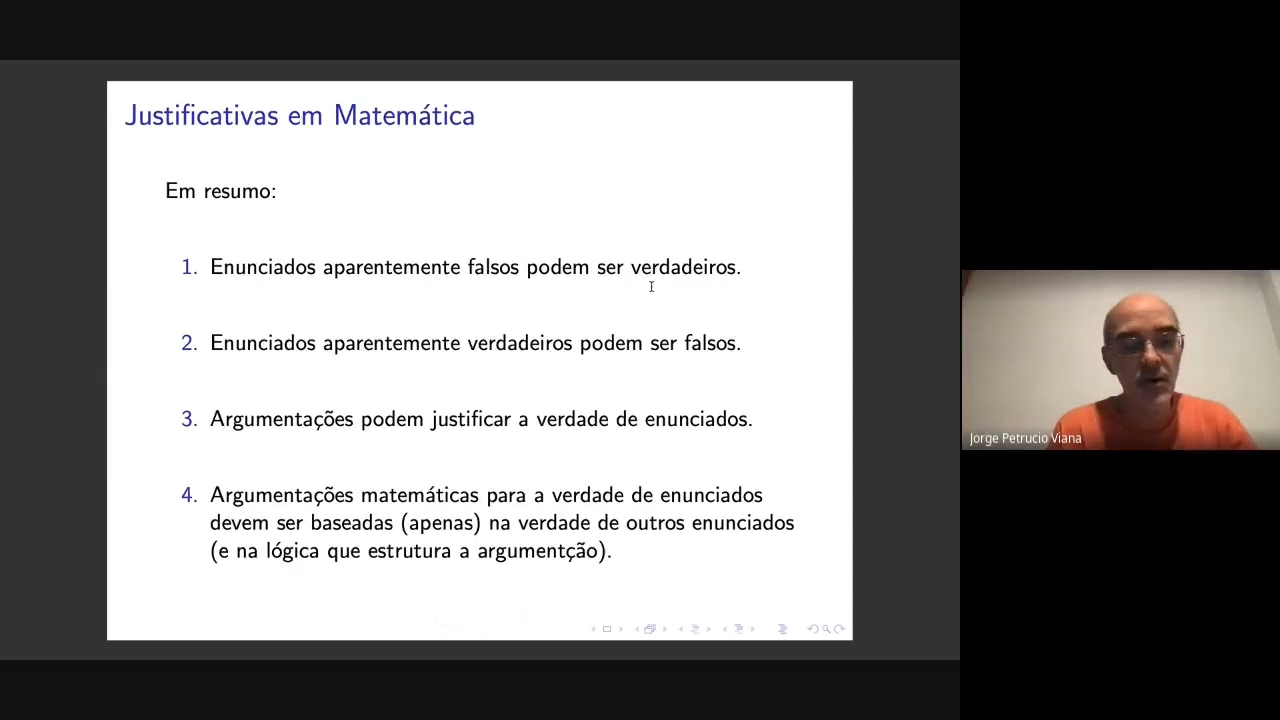 Justificativas em Matemática
Em resumo:
1. Enunciados aparentemente falsos podem ser verdadeiros.
2. Enunciados aparentemente verdadeiros podem ser falsos.
3. Argumentações podem justificar a verdade de enunciados.
4. Argumentações matemáticas para a verdade de enunciados
devem ser baseadas (apenas) na verdade de outros enunciados
(e na lógica que estrutura a argumentção).
Jorge Petrucio Viana